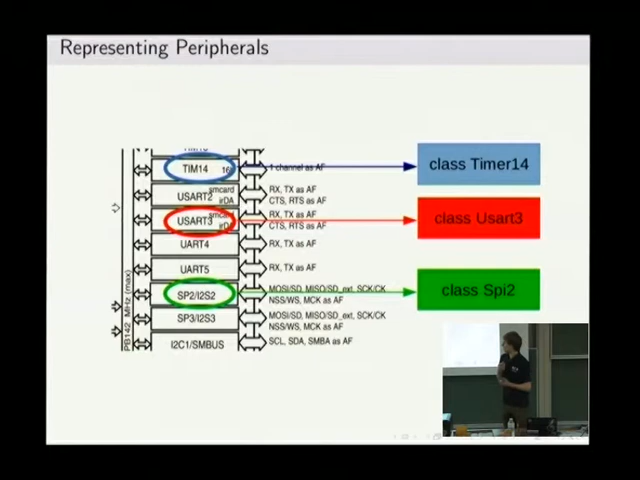 Representing Peripherals
TIM14
16
1 channel as AF
class Timer14
USART2
smcard
irDA
RX, TX as AF
CTS, RTS as AF
USART3
smcard
RX, TX as AF
CTS, RTS as AF
class Usart3
UART4
RX, TX as AF
UART5
RX, TX as AF
SP2/I2S2
MOSI/SD, MISO/SD_ext, SCK/CK
NSS/WS, MCK as AF
class Spi2
SP3/I2S3
MOSI/SD, MISO/SD_ext, SCK/CK
NSS/WS, MCK as AF
I2C1/SMBUS
SCL, SDA, SMBA as AF
MHz (max)